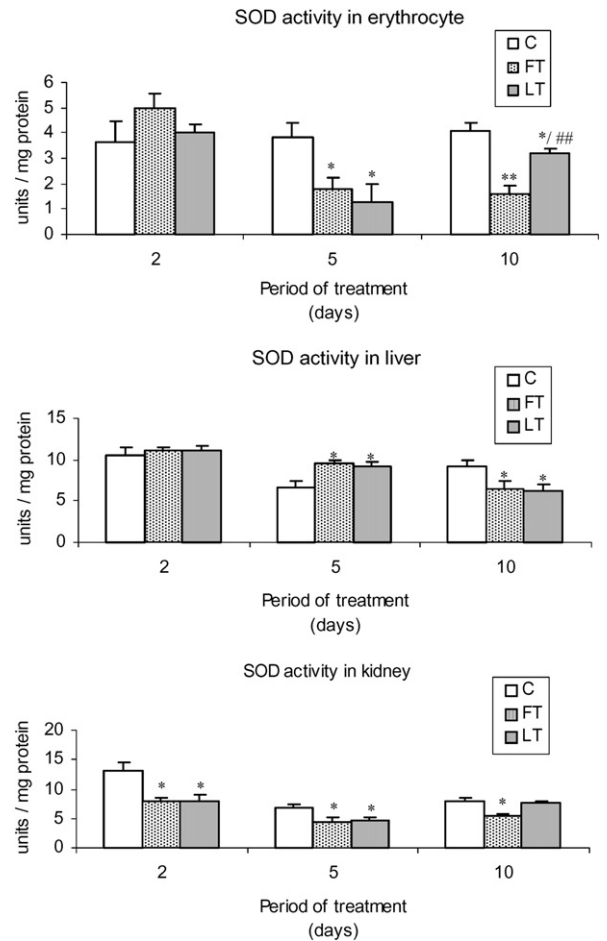 SOD activity in erythrocyte
C
FT
LT
units / mg protein
6
5
4
3
2
1
0
* *
** */ ##
2 5 10
Period of treatment
(days)
SOD activity in liver
C
FT
LT
units / mg protein
15
10
5
0
* *
* *
2 5 10
Period of treatment
(days)
SOD activity in kidney
C
FT
LT
units / mg protein
20
15
10
5
0
* *
* *
*
2 5 10
Period of treatment
(days)